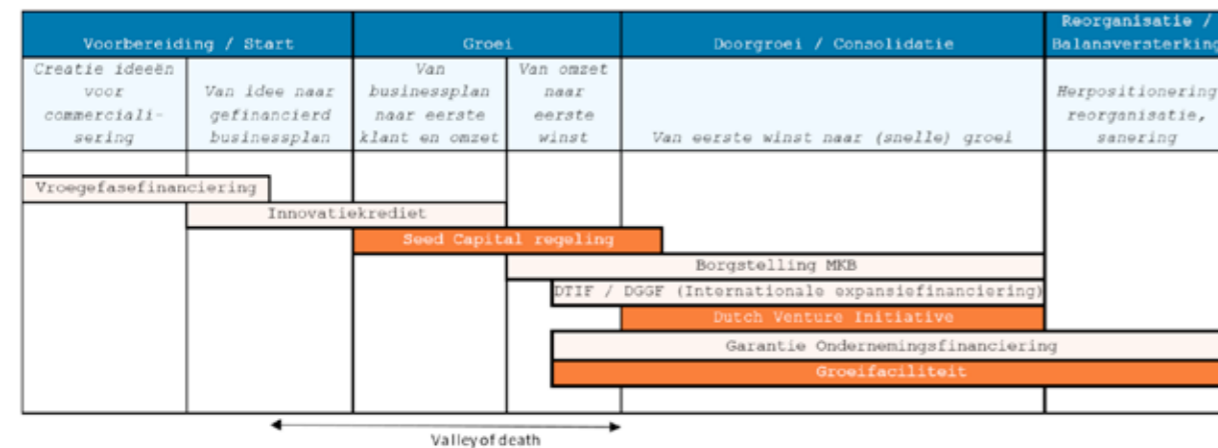 Voorbereiding / Start
Groei
Doorgroei / Consolidatie
Reorganisatie /
Balansversterking
Creatie ideeën
voor
commerciali-
sering
Van idee naar
gefinancierd
businessplan
Van
businessplan
naar eerste
klant en omzet
Van omzet
naar
eerste
winst
Van eerste winst naar (snelle) groei
Herpositionering
reorganisatie,
sanering
Vroegefasefinanciering
Innovatiekrediet
Seed Capital regeling
Borgstelling MKB
DTIF / DGGF (Internationale expansiefinanciering)
Dutch Venture Initiative
Garantie Ondernemingsfinanciering
Groeifaciliteit
Valley of death